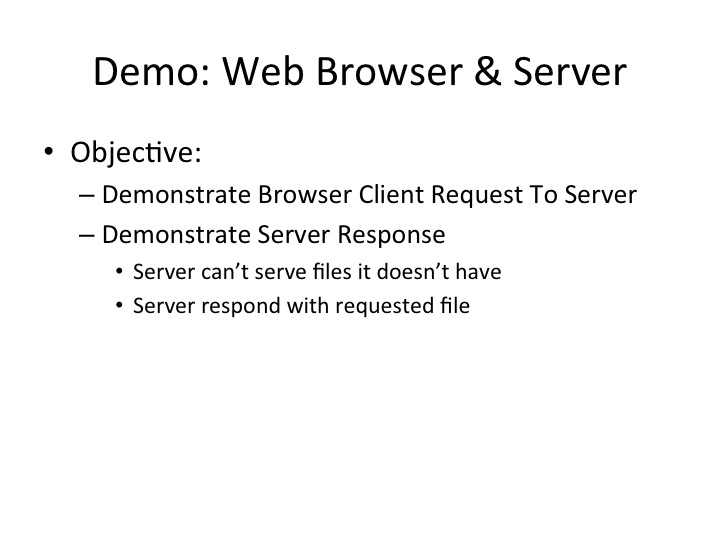 Demo: Web Browser & Server
• Objective:
– Demonstrate Browser Client Request To Server
– Demonstrate Server Response
• Server can’t serve files it doesn’t have
• Server respond with requested file